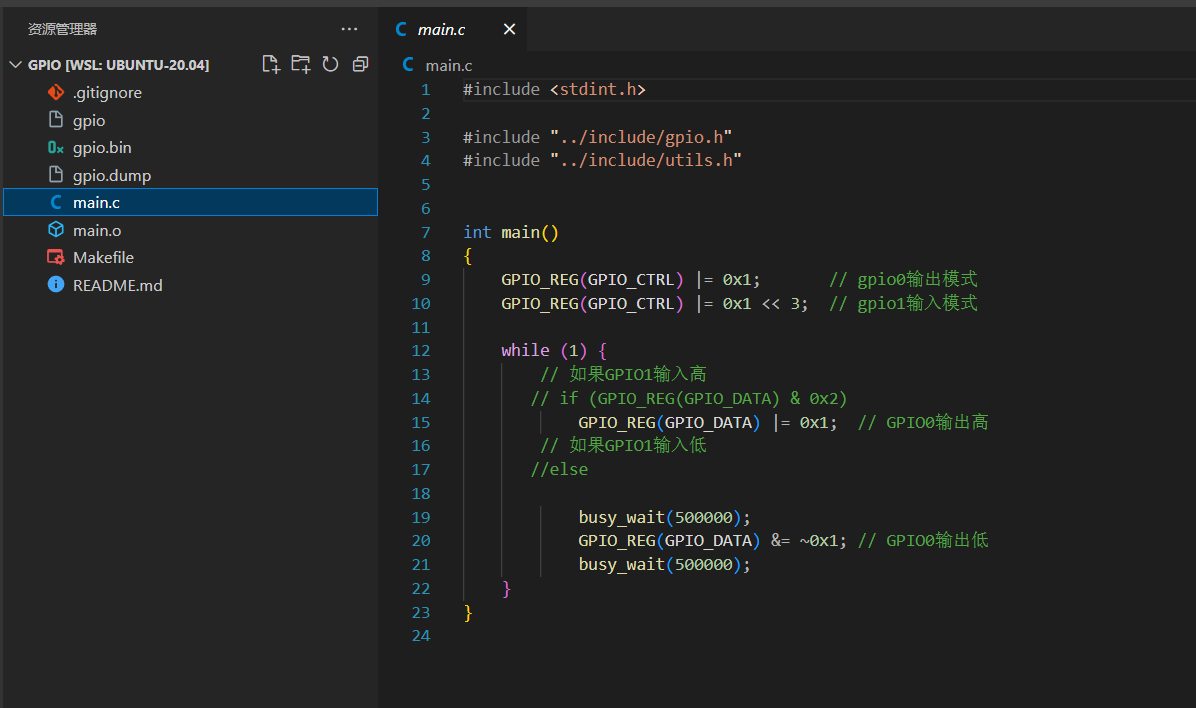 资源管理器 ···
GPIO [WSL: UBUNTU-20.04]
.gitignore
gpio
gpio.bin
gpio.dump
main.c
main.o
Makefile
README.md
C main.c ×
C main.c
1 #include <stdint.h>
2
3 #include "../include/gpio.h"
4 #include "../include/utils.h"
5
6
7 int main()
8 {
9     GPIO_REG(GPIO_CTRL) |= 0x1;       // gpio0输出模式
10     GPIO_REG(GPIO_CTRL) |= 0x1 << 3;  // gpio1输入模式
11
12     while (1) {
13         // 如果GPIO1输入高
14        // if (GPIO_REG(GPIO_DATA) & 0x2)
15             GPIO_REG(GPIO_DATA) |= 0x1;  // GPIO0输出高
16         // 如果GPIO1输入低
17        //else
18
19             busy_wait(500000);
20             GPIO_REG(GPIO_DATA) &= ~0x1; // GPIO0输出低
21             busy_wait(500000);
22     }
23 }
24